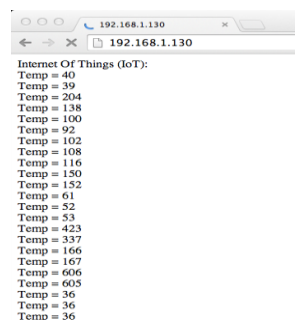 192.168.1.130
192.168.1.130
Internet Of Things (IoT):
Temp = 40
Temp = 39
Temp = 204
Temp = 138
Temp = 100
Temp = 92
Temp = 102
Temp = 108
Temp = 116
Temp = 150
Temp = 152
Temp = 61
Temp = 52
Temp = 53
Temp = 423
Temp = 337
Temp = 166
Temp = 167
Temp = 606
Temp = 605
Temp = 36
Temp = 36
Temp = 36